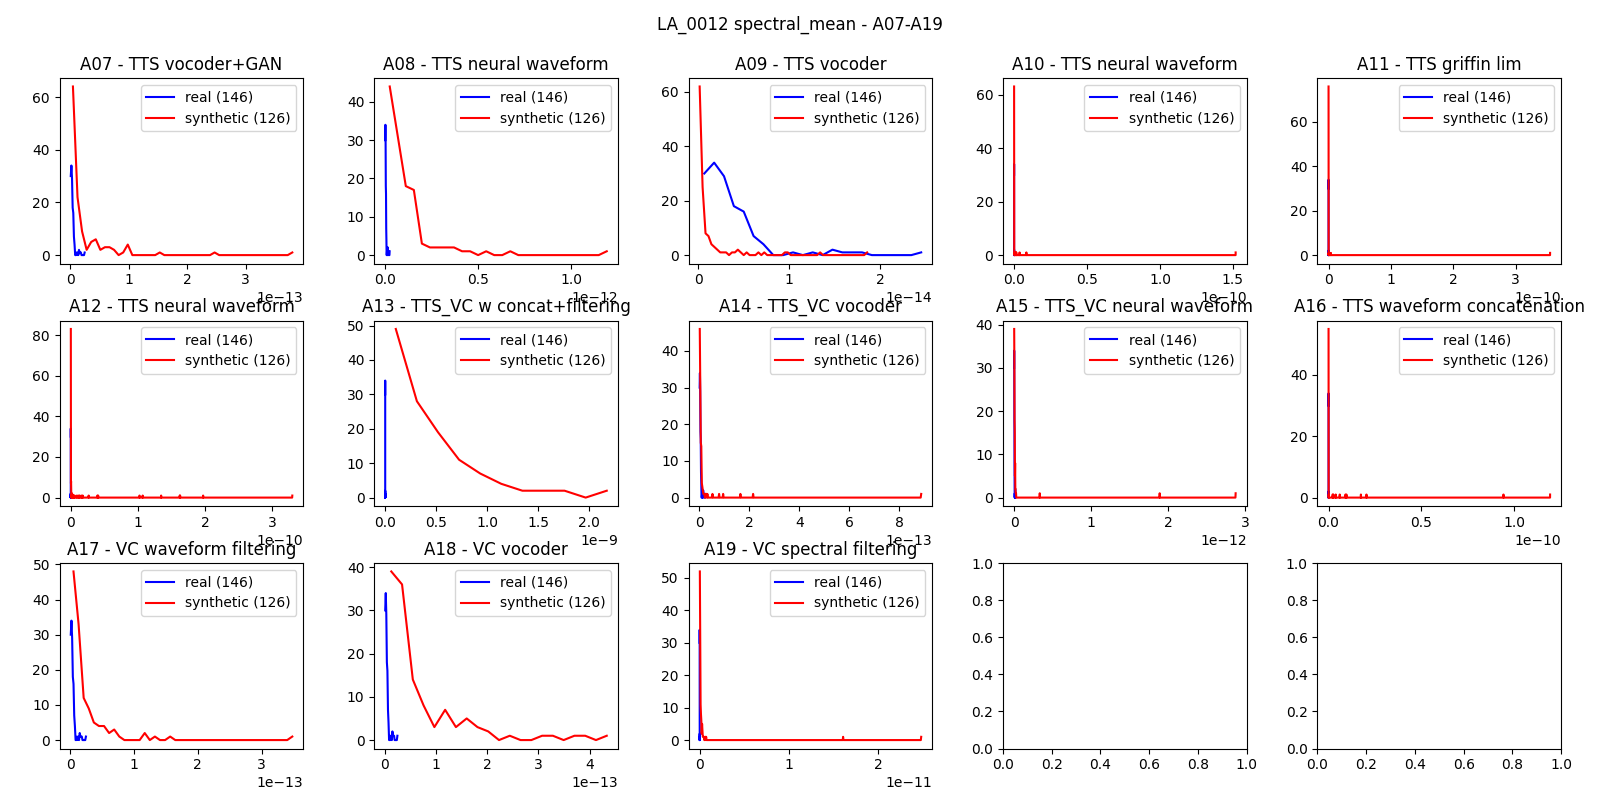 LA_0012 spectral_mean - A07-A19
A07 - TTS vocoder+GAN
60
40
20
0
real (146)
synthetic (126)
0 1 2 3
1e−13
A08 - TTS neural waveform
40
30
20
10
0
real (146)
synthetic (126)
0.0 0.5 1.0
1e−12
A09 - TTS vocoder
60
40
20
0
real (146)
synthetic (126)
0 1 2
1e−14
A10 - TTS neural waveform
60
40
20
0
real (146)
synthetic (126)
0.0 0.5 1.0 1.5
1e−10
A11 - TTS griffin lim
60
40
20
0
real (146)
synthetic (126)
0 1 2 3
1e−10
A12 - TTS neural waveform
80
60
40
20
0
real (146)
synthetic (126)
0 1 2 3
1e−10
A13 - TTS_VC w concat+filtering
50
40
30
20
10
0
real (146)
synthetic (126)
0.0 0.5 1.0 1.5 2.0
1e−9
A14 - TTS_VC vocoder
40
30
20
10
0
real (146)
synthetic (126)
0 2 4 6 8
1e−13
A15 - TTS_VC neural waveform
40
30
20
10
0
real (146)
synthetic (126)
0 1 2 3
1e−12
A16 - TTS waveform concatenation
40
20
0
real (146)
synthetic (126)
0.0 0.5 1.0
1e−10
A17 - VC waveform filtering
50
40
30
20
10
0
real (146)
synthetic (126)
0 1 2 3
1e−13
A18 - VC vocoder
40
30
20
10
0
real (146)
synthetic (126)
0 1 2 3 4
1e−13
A19 - VC spectral filtering
50
40
30
20
10
0
real (146)
synthetic (126)
0 1 2
1e−11
1.0
0.8
0.6
0.4
0.2
0.0
0.0 0.2 0.4 0.6 0.8 1.0
1.0
0.8
0.6
0.4
0.2
0.0
0.0 0.2 0.4 0.6 0.8 1.0